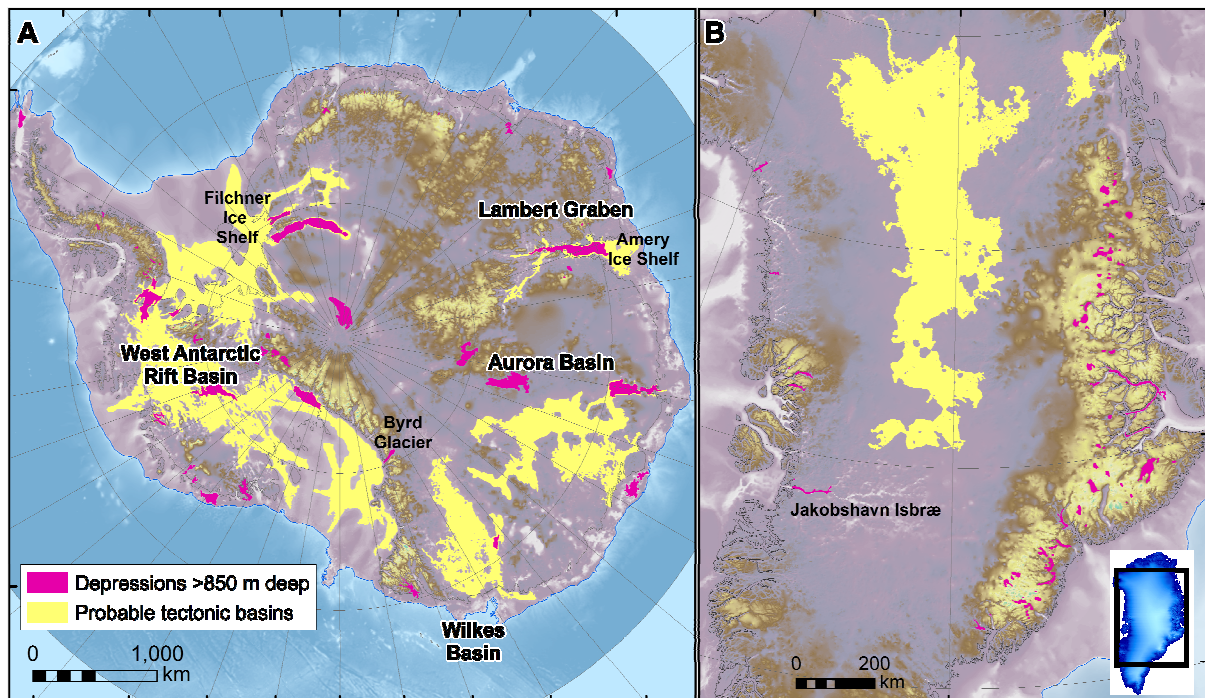 A
Filchner
Ice
Shelf
Lambert Graben
Amery
Ice Shelf
West Antarctic
Rift Basin
Aurora Basin
Byrd
Glacier
Depressions >850 m deep
Probable tectonic basins
Wilkes
Basin
0 1,000
km
B
Jakobshavn Isbræ
0 200
km